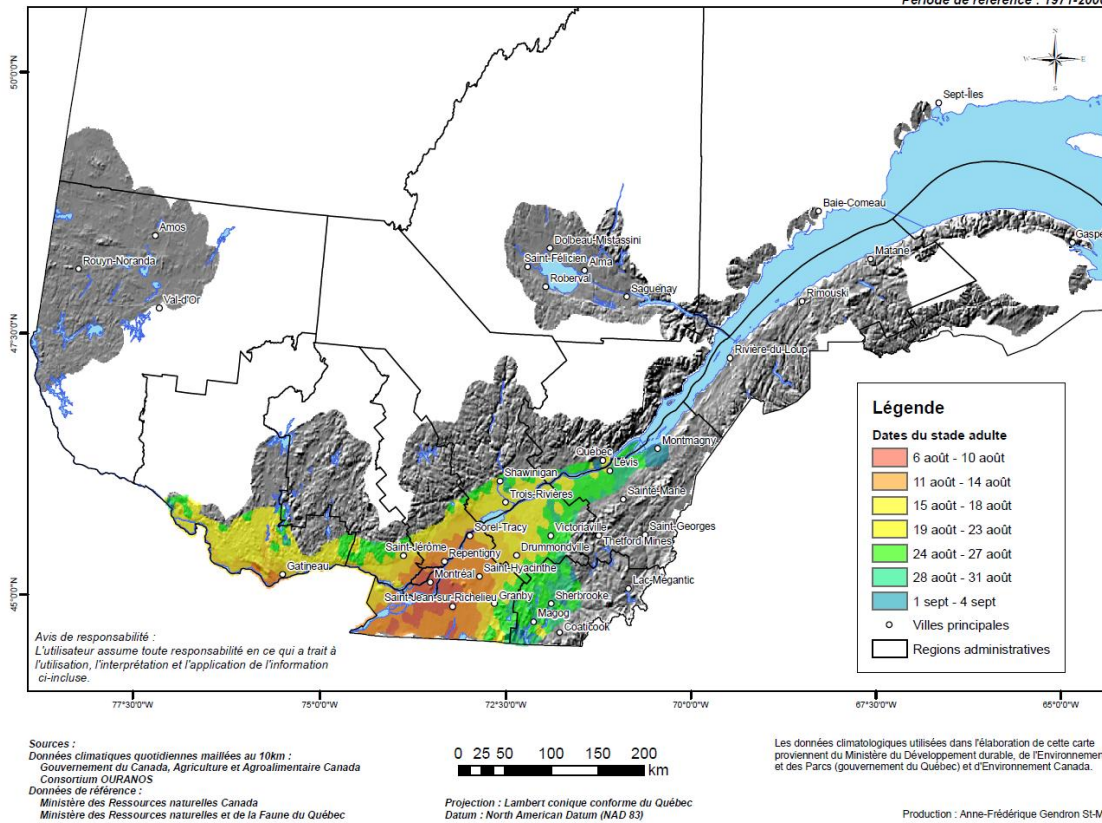 Période de référence : 1971-2000
50°0'0"N
Sept-Îles
Baie-Comeau
Gaspé
Matane
Dolbeau-Mistassini
Amos
Saint-Félicien
Alma
Rouyn-Noranda
Roberval
Saguenay
Rimouski
Val-d'Or
47°30'0"N
Rivière-du-Loup
Québec
Montmagny
Lévis
Shawinigan
Trois-Rivières
Sainte-Marie
Sorel-Tracy
Victoriaville
Saint-Georges
Thetford Mines
Saint-Jérôme
Drummondville
Repentigny
Gatineau
Saint-Hyacinthe
Montréal
Lac-Mégantic
45°0'0"N
Saint-Jean-sur-Richelieu
Granby
Sherbrooke
Magog
Coaticook
N
W
E
S
Légende
Dates du stade adulte
6 août - 10 août
11 août - 14 août
15 août - 18 août
19 août - 23 août
24 août - 27 août
28 août - 31 août
1 sept - 4 sept
Villes principales
Regions administratives
Avis de responsabilité :
L'utilisateur assume toute responsabilité en ce qui a trait à
l'utilisation, l'interprétation et l'application de l'information
ci-incluse.
77°30'0"W
75°0'0"W
72°30'0"W
70°0'0"W
67°30'0"W
65°0'0"W
Sources :
Données climatiques quotidiennes maillées au 10km :
Gouvernement du Canada, Agriculture et Agroalimentaire Canada
Consortium OURANOS
Données de référence :
Ministère des Ressources naturelles Canada
Ministère des Ressources naturelles et de la Faune du Québec
0 25 50 100 150 200
km
Projection : Lambert conique conforme du Québec
Datum : North American Datum (NAD 83)
Les données climatologiques utilisées dans l'élaboration de cette carte
proviennent du Ministère du Développement durable, de l'Environnement
et des Parcs (gouvernement du Québec) et d'Environnement Canada.
Production : Anne-Frédérique Gendron St-M